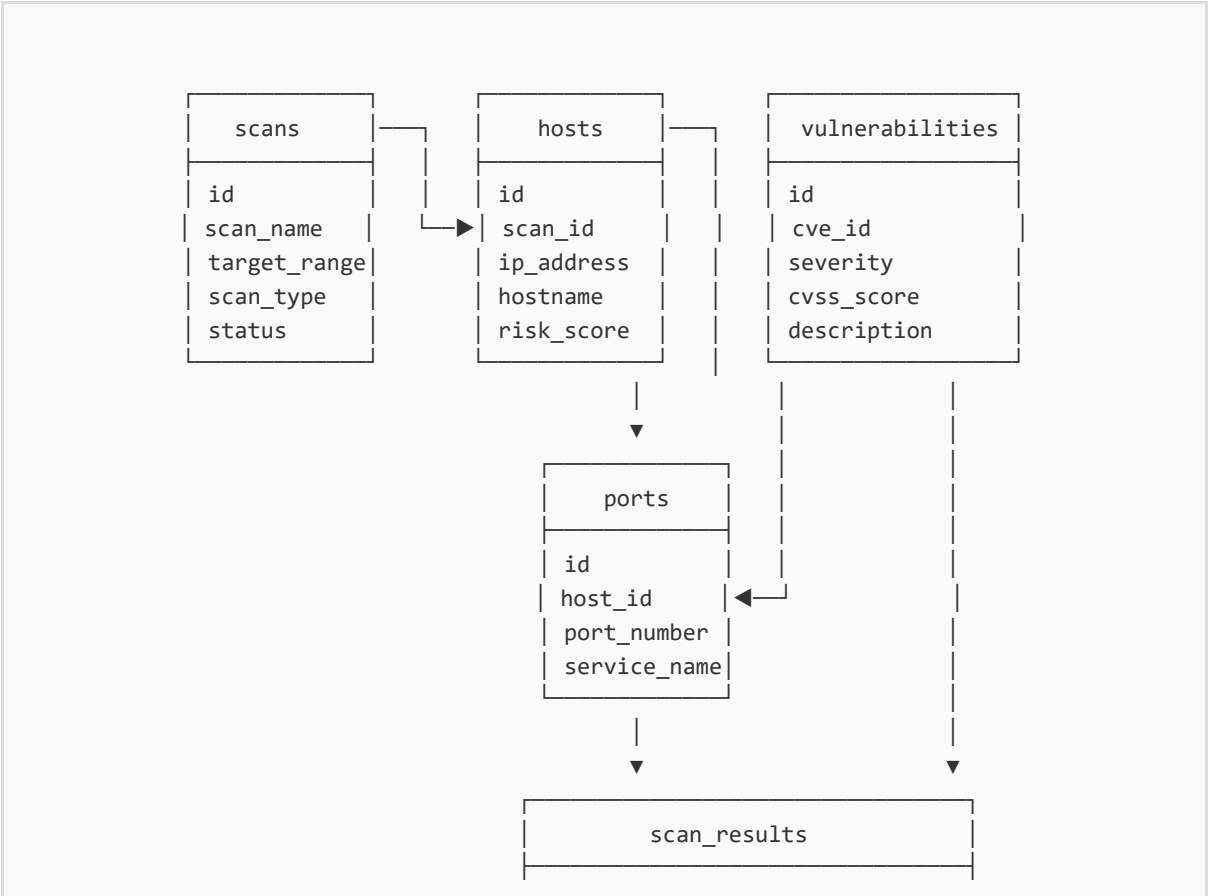 scans
id
scan_name
target_range
scan_type
status
hosts
id
scan_id
ip_address
hostname
risk_score
vulnerabilities
id
cve_id
severity
cvss_score
description
ports
id
host_id
port_number
service_name
scan_results